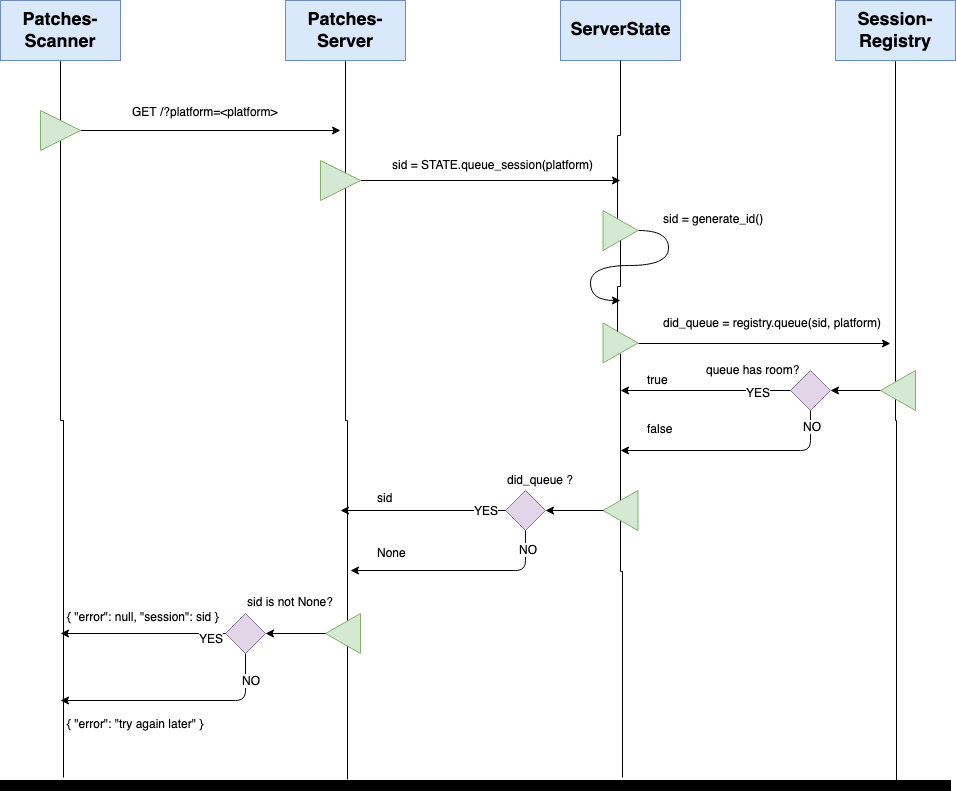 Patches-
Scanner
Patches-
Server
ServerState
Session-
Registry
GET /?platform=<platform>
sid = STATE.queue_session(platform)
sid = generate_id()
did_queue = registry.queue(sid, platform)
queue has room?
true
YES
NO
false
did_queue ?
sid
YES
NO
None
sid is not None?
{ "error": null, "session": sid }
YES
NO
{ "error": "try again later" }